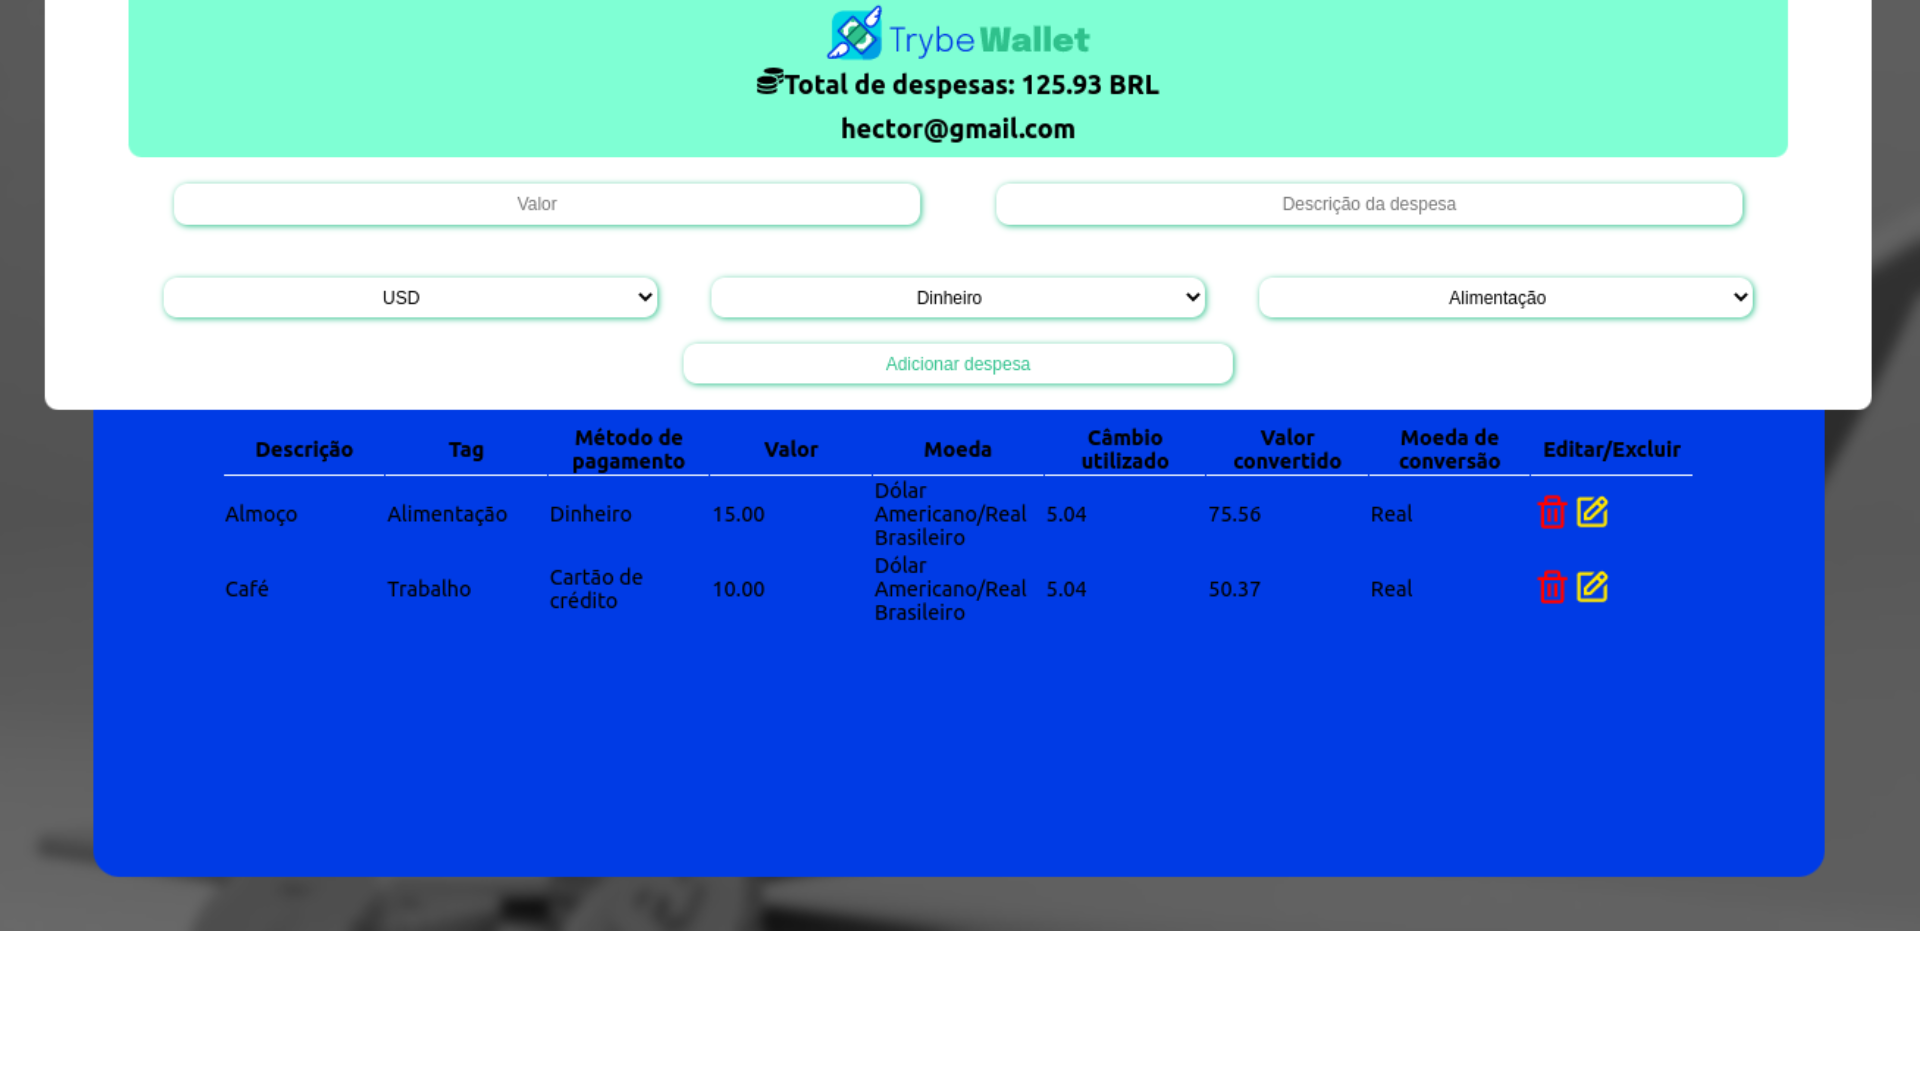 Trybe Wallet
Total de despesas: 125.93 BRL
hector@gmail.com
Valor
Descrição da despesa
USD
Dinheiro
Alimentação
Adicionar despesa
Descrição
Tag
Método de
pagamento
Valor
Moeda
Câmbio
utilizado
Valor
convertido
Moeda de
conversão
Editar/Excluir
Almoço
Alimentação
Dinheiro
15.00
Dólar
Americano/Real
Brasileiro
5.04
75.56
Real
Café
Trabalho
Cartão de
crédito
10.00
Dólar
Americano/Real
Brasileiro
5.04
50.37
Real